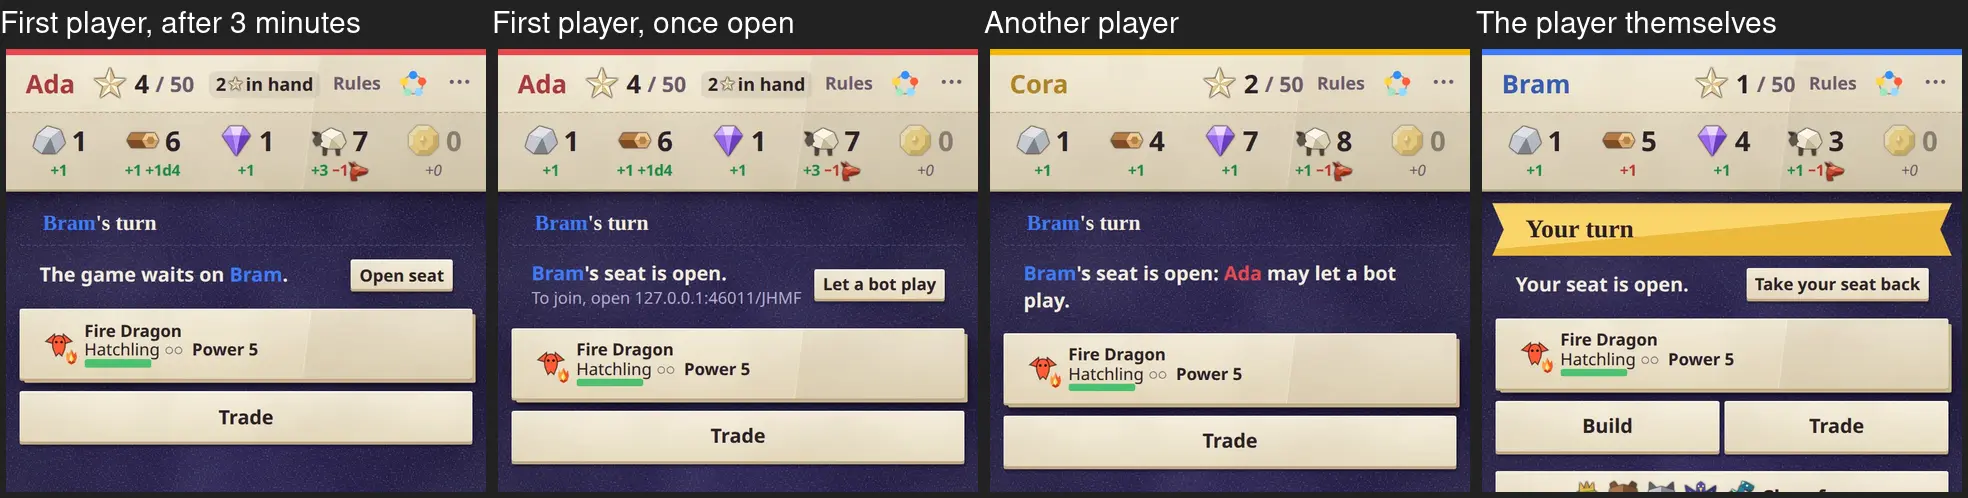 First player, after 3 minutes
Ada 4 / 50 2 in hand Rules ...
1 6 1 7 0
+1 +1 +1d4 +1 +3 −1 +0
Bram's turn
The game waits on Bram. Open seat
Fire Dragon
Hatchling Power 5
Trade
First player, once open
Ada 4 / 50 2 in hand Rules ...
1 6 1 7 0
+1 +1 +1d4 +1 +3 −1 +0
Bram's turn
Bram's seat is open.
To join, open 127.0.0.1:46011/JHMF
Let a bot play
Fire Dragon
Hatchling Power 5
Trade
Another player
Cora 2 / 50 Rules ...
1 4 7 8 0
+1 +1 +1 +1 −1 +0
Bram's turn
Bram's seat is open: Ada may let a bot
play.
Fire Dragon
Hatchling Power 5
Trade
The player themselves
Bram 1 / 50 Rules ...
1 5 4 3 0
+1 +1 +1 +1 −1 +0
Your turn
Your seat is open. Take your seat back
Fire Dragon
Hatchling Power 5
Build Trade